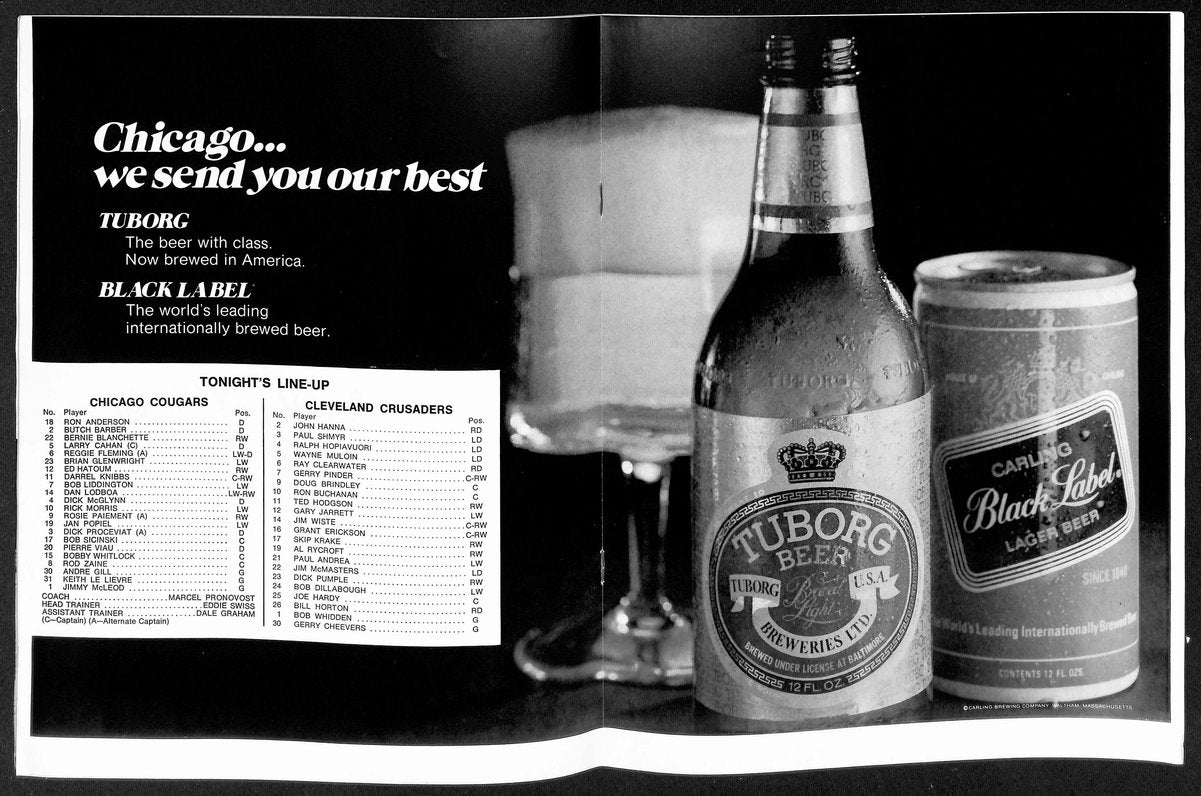 Chicago...
we send you our best
TUBORG
The beer with class.
Now brewed in America.
BLACK LABEL
The world's leading
internationally brewed beer.
TONIGHT'S LINE-UP
CHICAGO COUGARS
No. Player Pos.
18 RON ANDERSON D
2 BUTCH BARBER D
22 BERNIE BLANCHETTE RW
5 LARRY CAHAN (C) D
6 REGGIE FLEMING (A) LW-D
23 BRIAN GLENWRIGHT LW
12 ED HATOUM RW
11 DARREL KNIBBS C-RW
7 BOB LIDDINGTON LW
14 DAN LODBOA LW-RW
4 DICK McGLYNN D
10 RICK MORRIS LW
9 ROSIE PAIEMENT (A) RW
19 JAN POPIEL LW
3 DICK PROCEVIAT (A) D
17 BOB SICINSKI C
20 PIERRE VIAU D
15 BOBBY WHITLOCK C
8 ROD ZAINE C
30 ANDRE GILL G
31 KEITH LE LIEVRE G
1 JIMMY McLEOD G
COACH MARCEL PRONOVOST
HEAD TRAINER EDDIE SWISS
ASSISTANT TRAINER DALE GRAHAM
(C—Captain) (A—Alternate Captain)
CLEVELAND CRUSADERS
No. Player Pos.
2 JOHN HANNA RD
3 PAUL SHMYR LD
4 RALPH HOPIAVUORI LD
5 WAYNE MULOIN LD
6 RAY CLEARWATER RD
7 GERRY PINDER C-RW
9 DOUG BRINDLEY C
10 RON BUCHANAN C
11 TED HODGSON RW
12 GARY JARRETT LW
14 JIM WISTE C-RW
16 GRANT ERICKSON C-RW
17 SKIP KRAKE RW
19 AL RYCROFT RW
21 PAUL ANDREA LW
22 JIM McMASTERS LD
23 DICK PUMPLE RW
24 BOB DILLABOUGH LW
25 JOE HARDY C
26 BILL HORTON RD
1 BOB WHIDDEN G
30 GERRY CHEEVERS G
TUBORG
TUBORG
BEER
TUBORG
U.S.A.
BREWERIES LTD.
BREWED UNDER LICENSE AT BALTIMORE
12 FL. OZ.
CARLING
Black Label
LAGER BEER
SINCE 1840
World's Leading Internationally Brewed
CONTENTS 12 FL. OZS.
©CARLING BREWING COMPANY, WALTHAM, MASSACHUSETTS